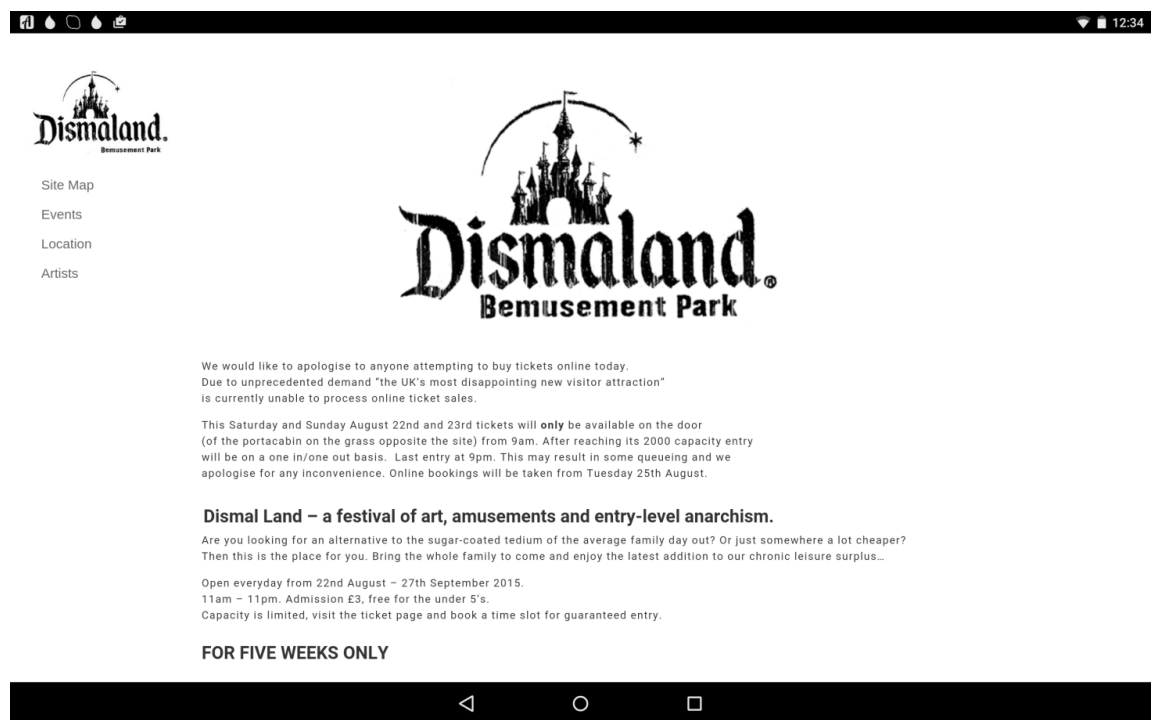 12:34
Dismaland®
Bemusement Park
Site Map
Events
Location
Artists
Dismaland®
Bemusement Park
We would like to apologise to anyone attempting to buy tickets online today.
Due to unprecedented demand “the UK’s most disappointing new visitor attraction”
is currently unable to process online ticket sales.
This Saturday and Sunday August 22nd and 23rd tickets will only be available on the door
(of the portacabin on the grass opposite the site) from 9am. After reaching its 2000 capacity entry
will be on a one in/one out basis.  Last entry at 9pm. This may result in some queueing and we
apologise for any inconvenience. Online bookings will be taken from Tuesday 25th August.
Dismal Land – a festival of art, amusements and entry-level anarchism.
Are you looking for an alternative to the sugar-coated tedium of the average family day out? Or just somewhere a lot cheaper?
Then this is the place for you. Bring the whole family to come and enjoy the latest addition to our chronic leisure surplus…
Open everyday from 22nd August – 27th September 2015.
11am – 11pm. Admission £3, free for the under 5’s.
Capacity is limited, visit the ticket page and book a time slot for guaranteed entry.
FOR FIVE WEEKS ONLY